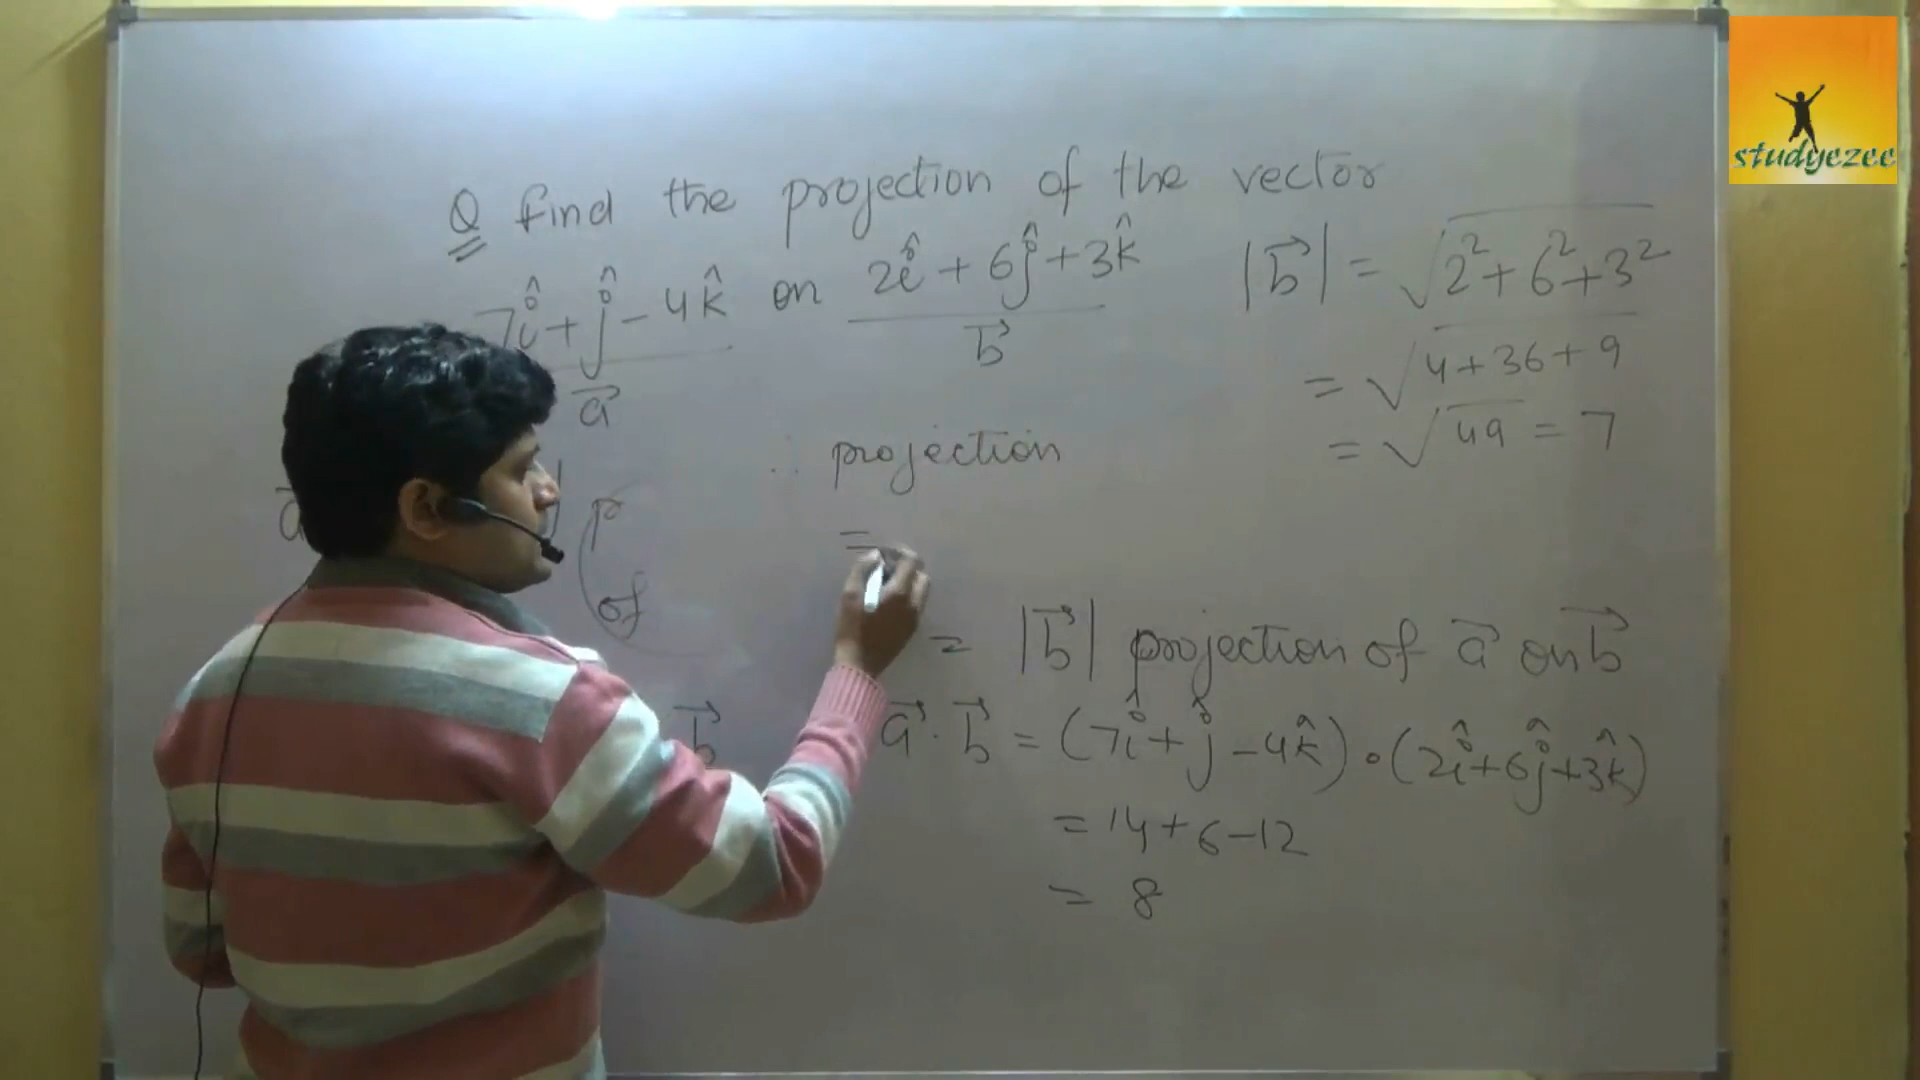 Q Find the projection of the vector
7î + ĵ - 4k̂ on 2î + 6ĵ + 3k̂
a⃗
b⃗
|b⃗| = √2² + 6² + 3²
= √4 + 36 + 9
= √49 = 7
∴ projection
=
p
of
= |b⃗| projection of a⃗ on b⃗
b⃗
a⃗ . b⃗ = (7î + ĵ - 4k̂) • (2î + 6ĵ + 3k̂)
= 14 + 6 - 12
= 8
studyezee